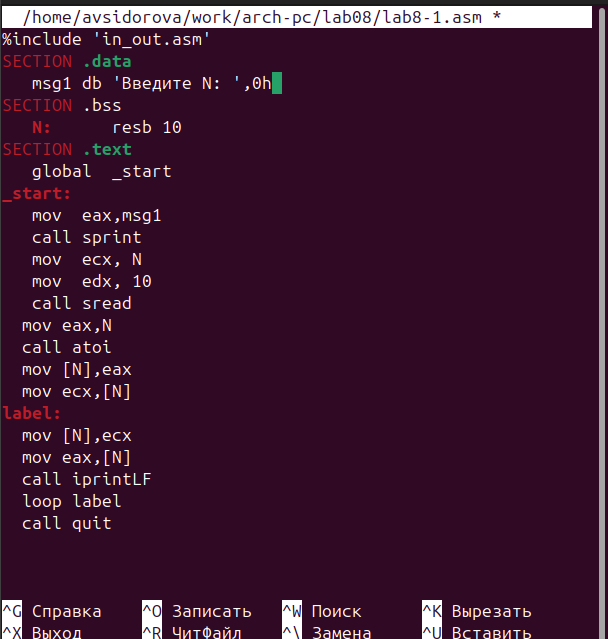 /home/avsidorova/work/arch-pc/lab08/lab8-1.asm *
%include 'in_out.asm'
SECTION .data
   msg1 db 'Введите N: ',0h
SECTION .bss
   N:      resb 10
SECTION .text
   global  _start
_start:
   mov  eax,msg1
   call sprint
   mov  ecx, N
   mov  edx, 10
   call sread
  mov eax,N
  call atoi
  mov [N],eax
  mov ecx,[N]
label:
  mov [N],ecx
  mov eax,[N]
  call iprintLF
  loop label
  call quit
^G Справка ^O Записать ^W Поиск ^K Вырезать
^X Выход ^R ЧитФайл ^\ Замена ^U Вставить